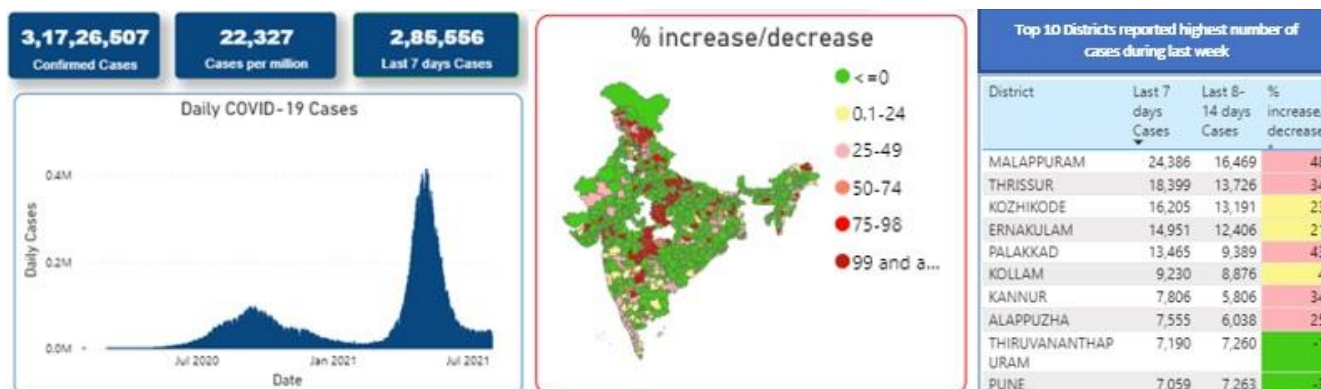 3,17,26,507
Confirmed Cases
22,327
Cases per million
2,85,556
Last 7 days Cases
Daily COVID-19 Cases
0.4M
0.2M
0.0M
Daily Cases
Jul 2020 Jan 2021 Jul 2021
Date
% increase/decrease
<=0
0.1-24
25-49
50-74
75-98
99 and a...
Top 10 Districts reported highest number of
cases during last week
District Last 7 Last 8- %
days 14 days increase/
Cases Cases decrease
MALAPPURAM 24,386 16,469 48
THRISSUR 18,399 13,726 34
KOZHIKODE 16,205 13,191 23
ERNAKULAM 14,951 12,406 21
PALAKKAD 13,465 9,389 43
KOLLAM 9,230 8,876 4
KANNUR 7,806 5,806 34
ALAPPUZHA 7,555 6,038 25
THIRUVANANTHAP 7,190 7,260
URAM
PUNE 7,059 7,263